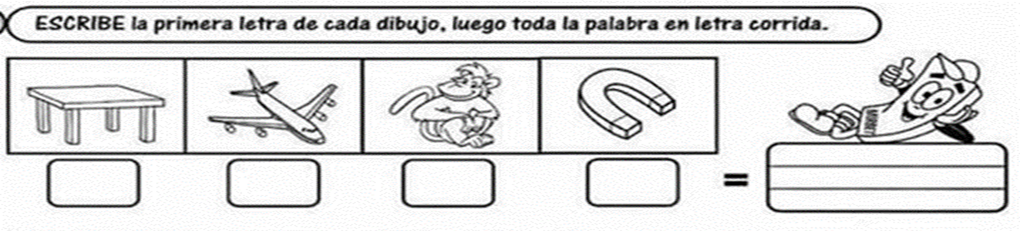 ESCRIBE la primera letra de cada dibujo, luego toda la palabra en letra corrida.
=